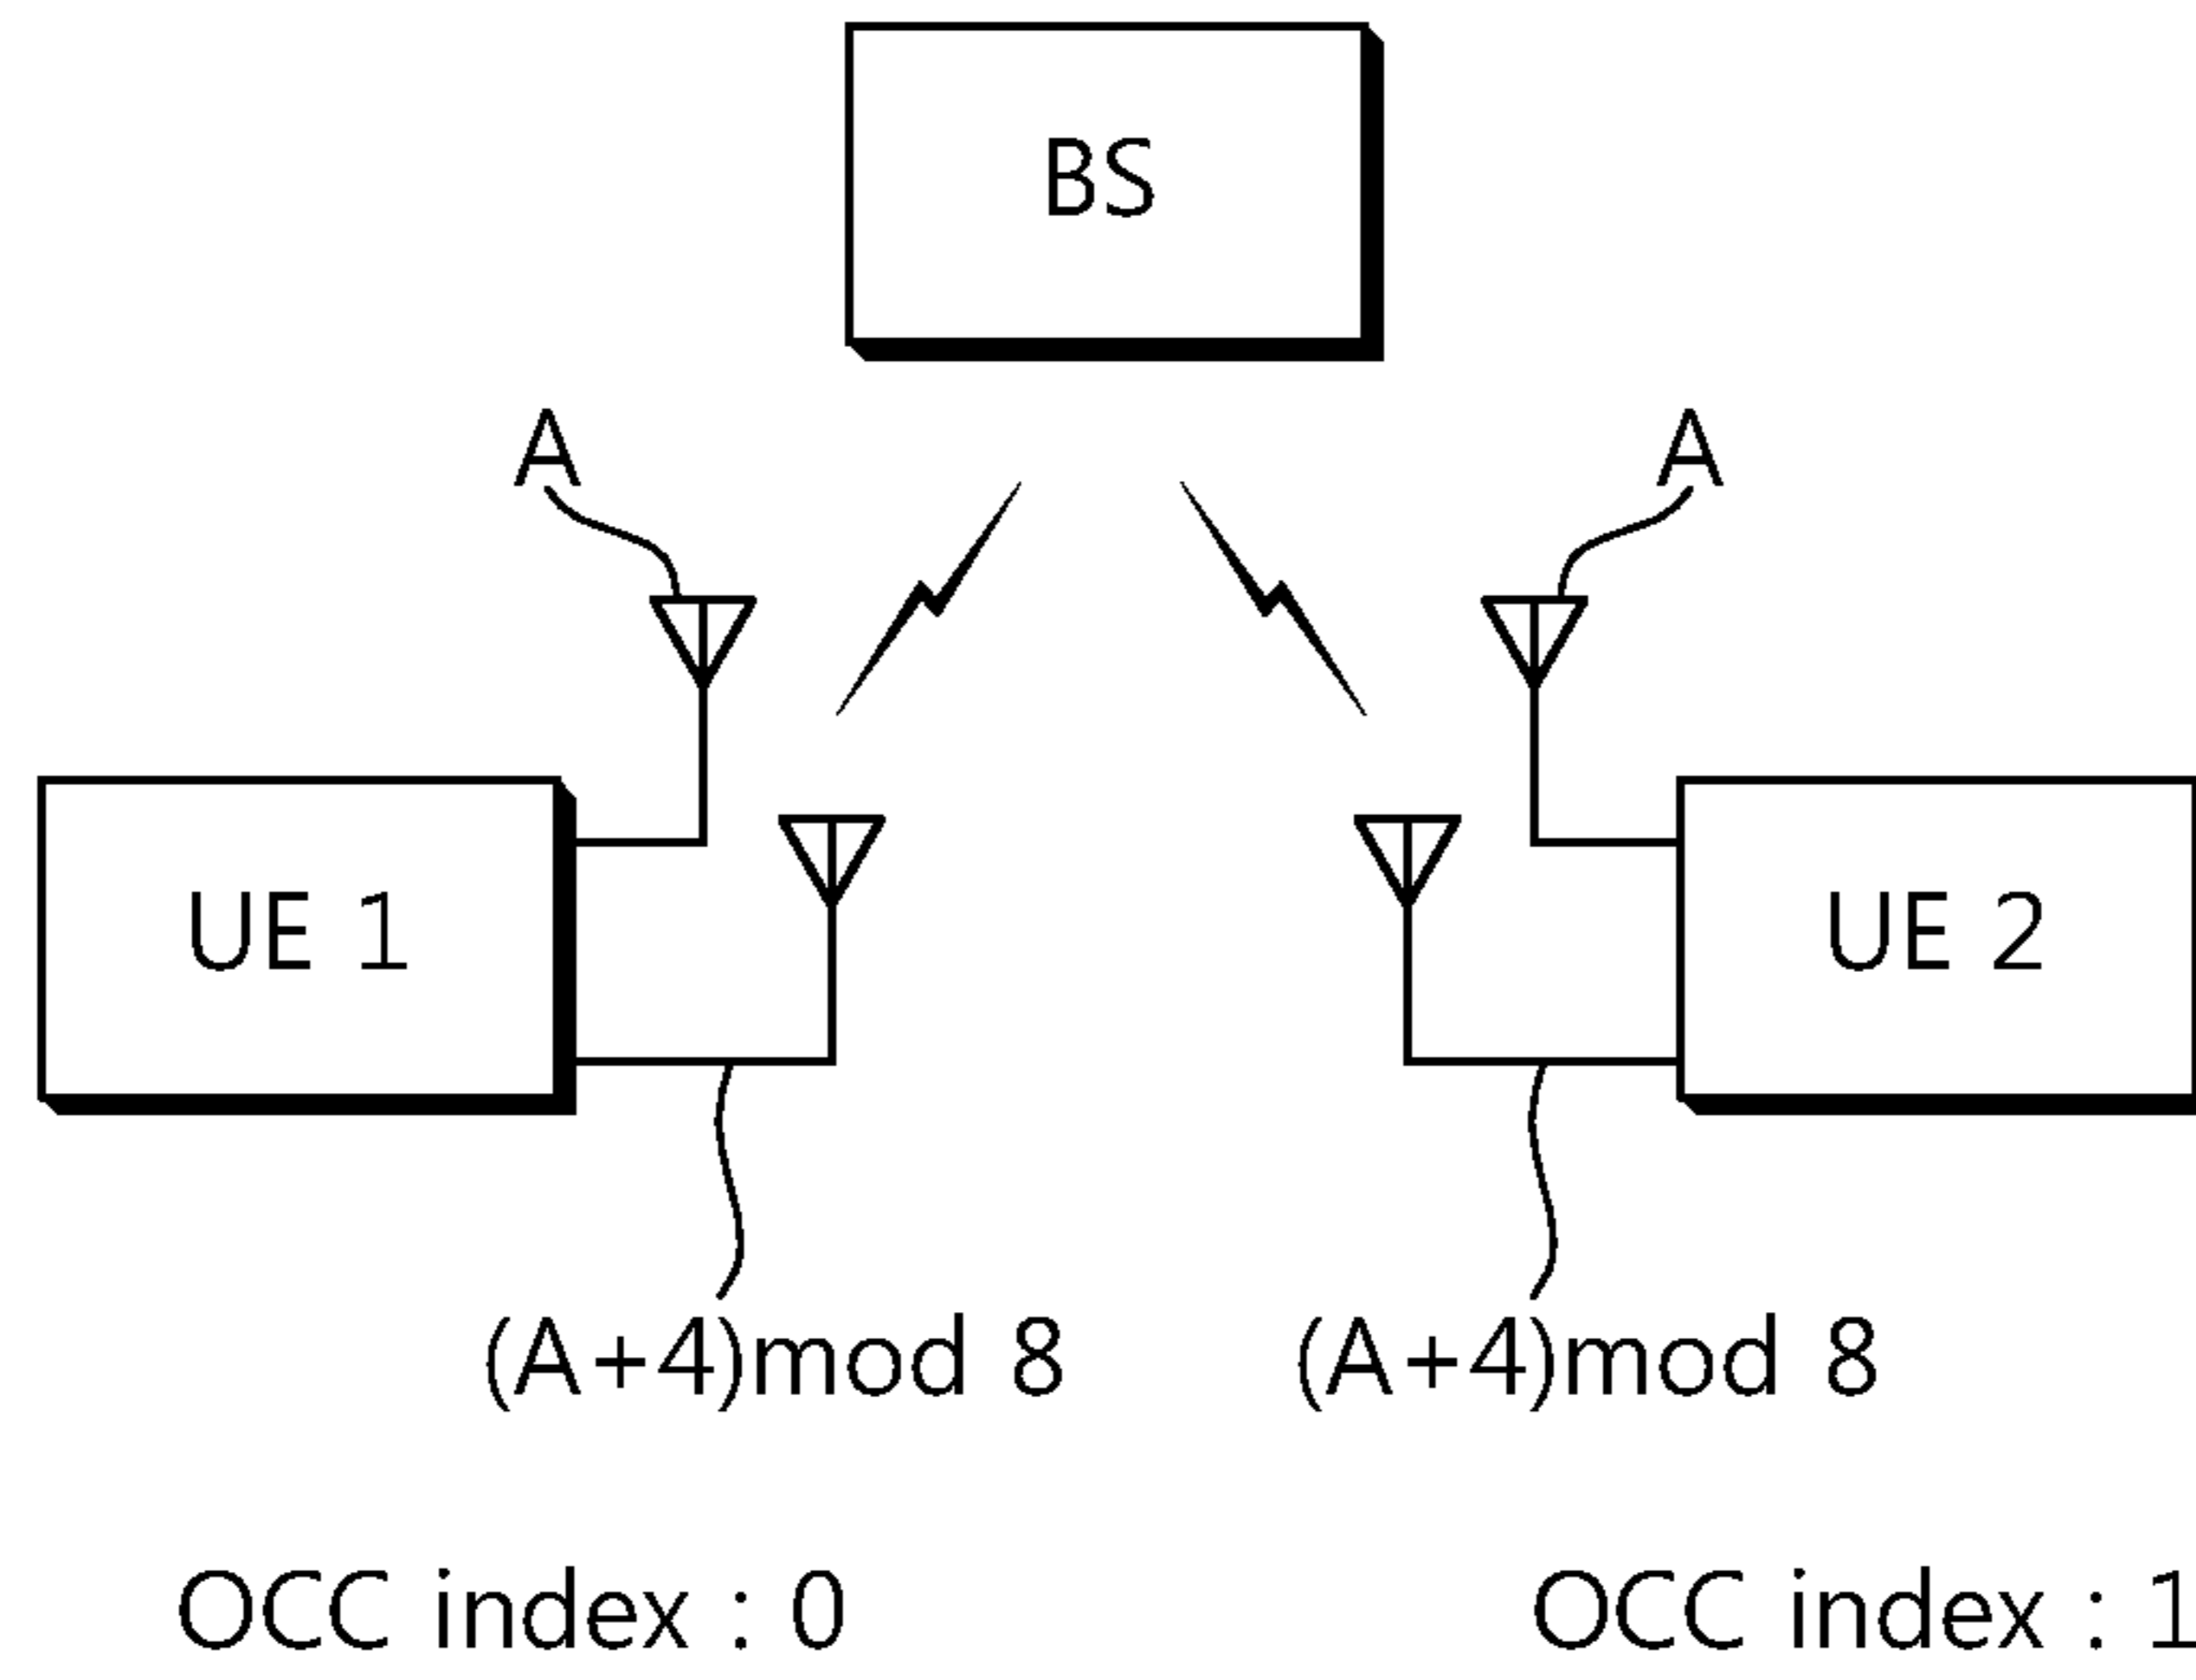 BS
A
A
UE 1
UE 2
(A+4)mod 8
(A+4)mod 8
OCC index : 0
OCC index : 1